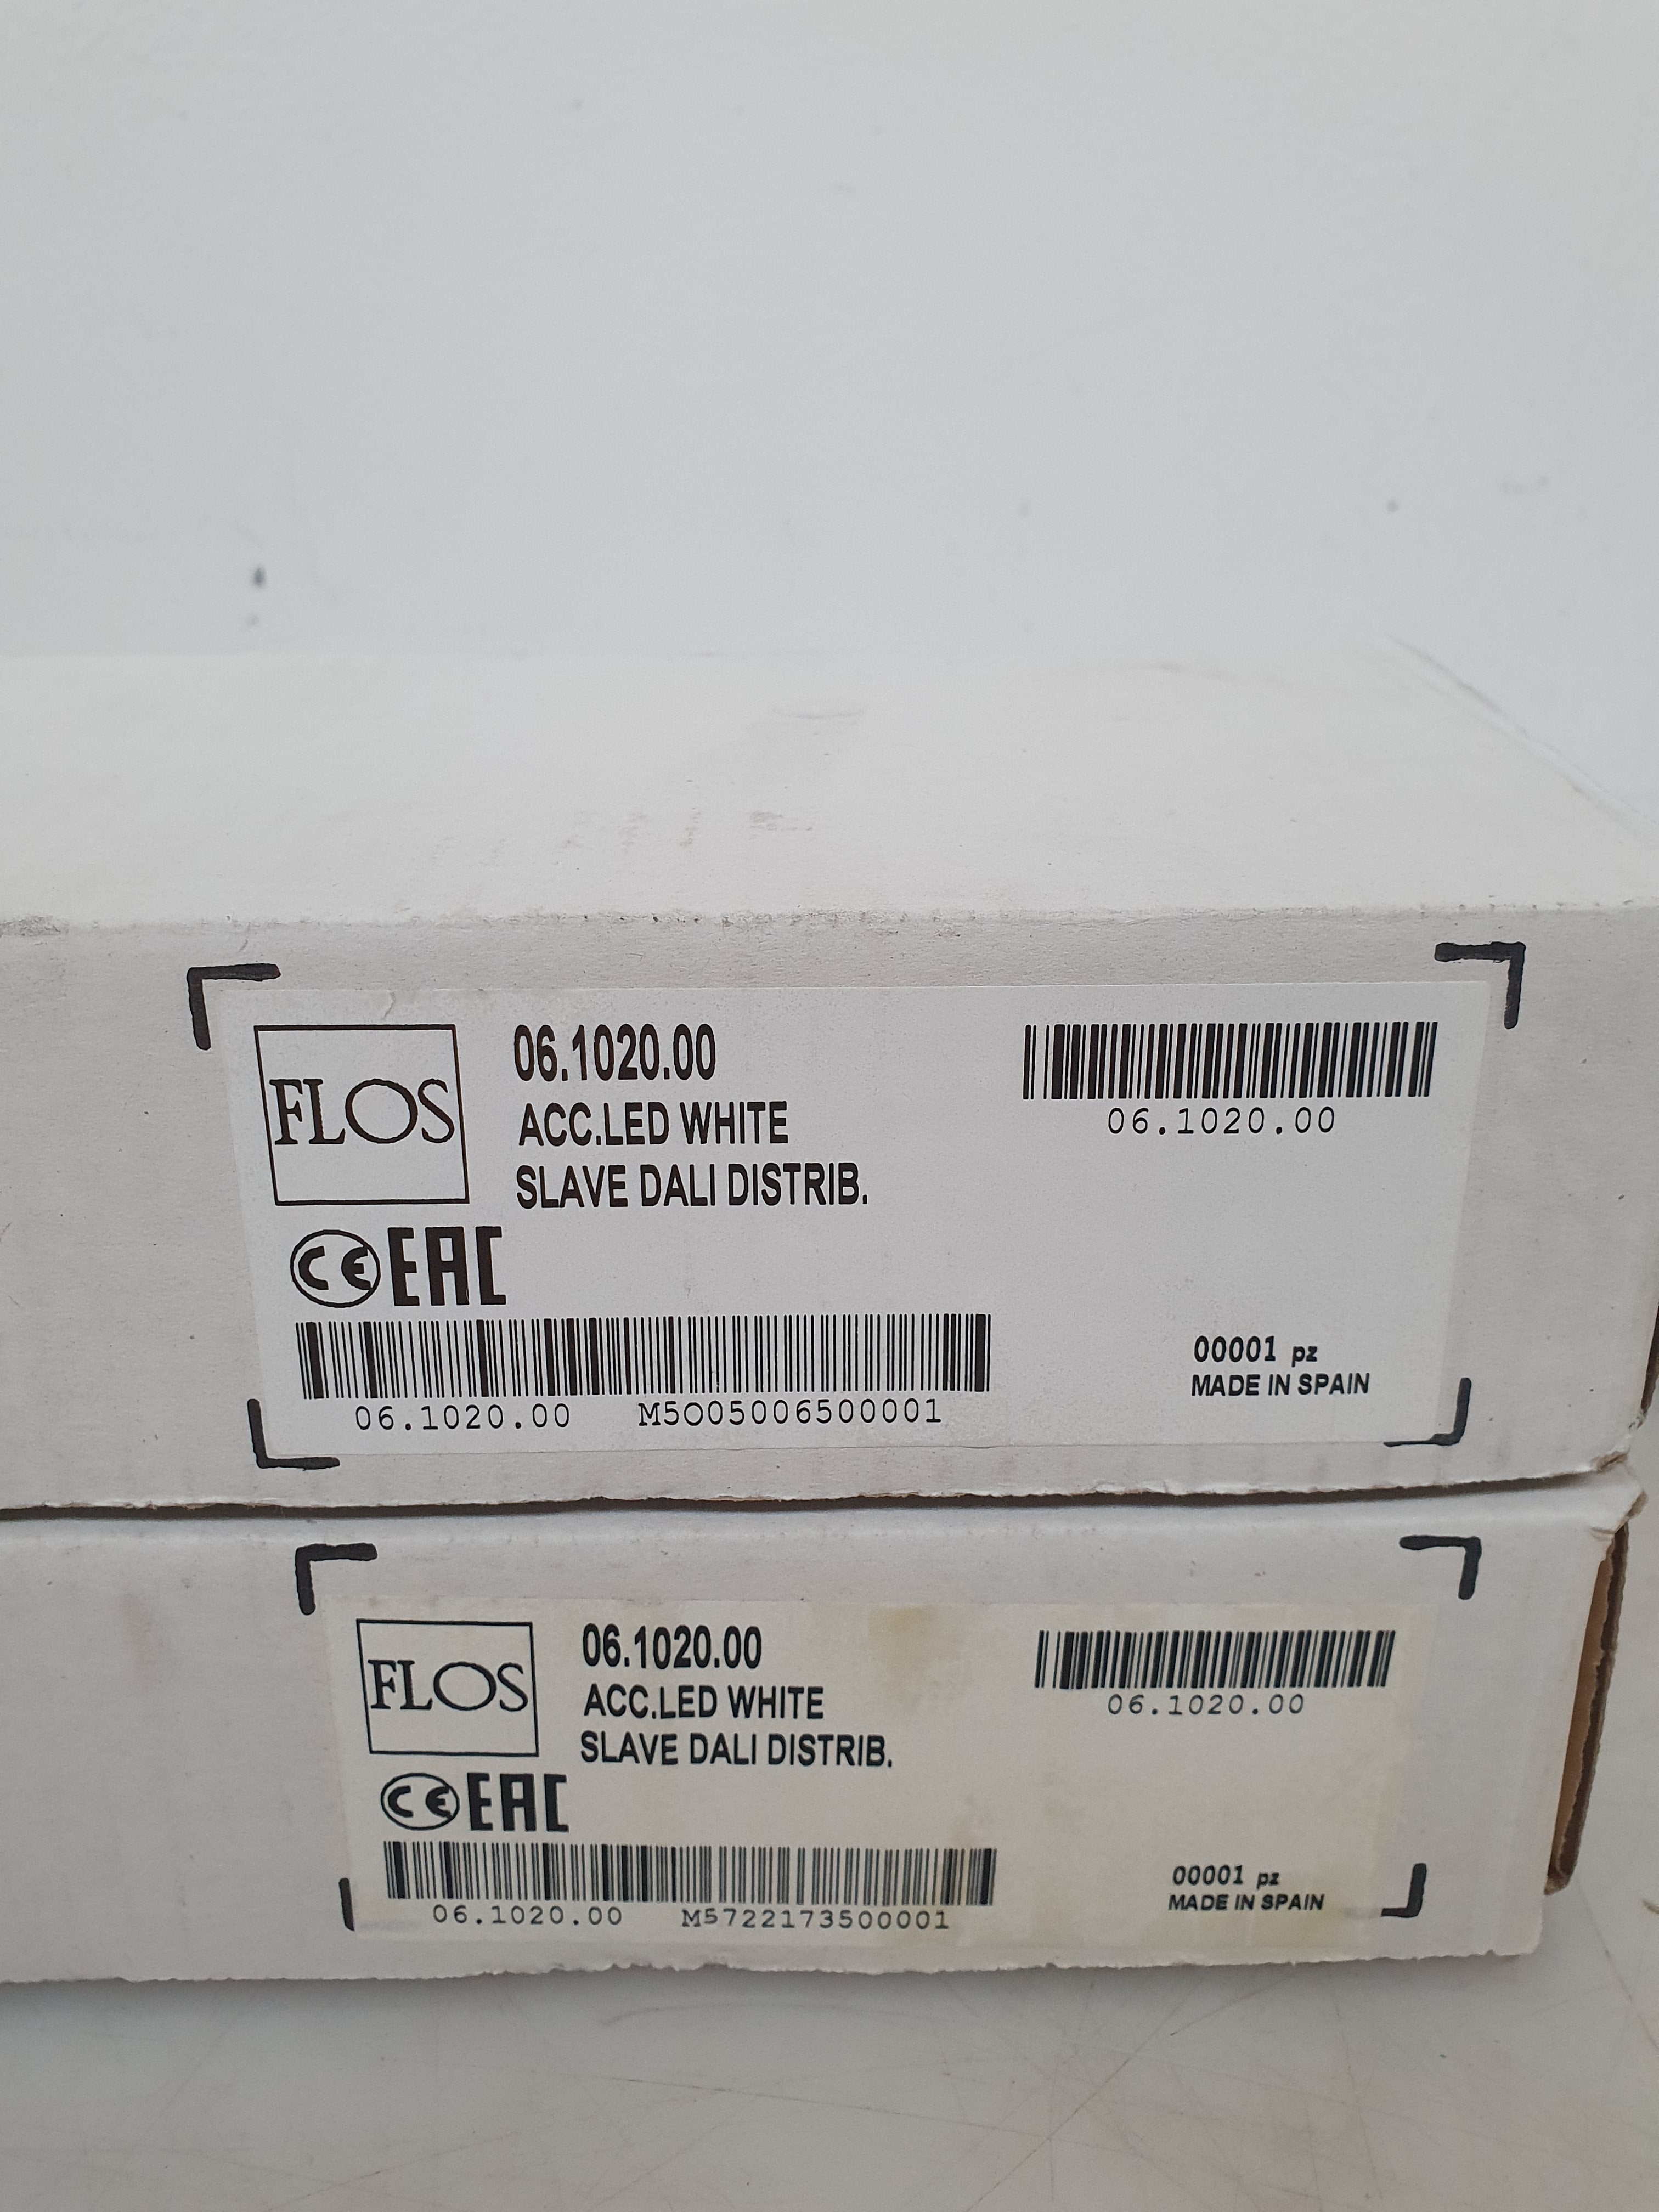 FLOS
06.1020.00
ACC.LED WHITE
SLAVE DALI DISTRIB.
06.1020.00
CE EAC
06.1020.00 M5005006500001
00001 pz
MADE IN SPAIN
FLOS
06.1020.00
ACC.LED WHITE
SLAVE DALI DISTRIB.
06.1020.00
CE EAC
06.1020.00 M5722173500001
00001 pz
MADE IN SPAIN